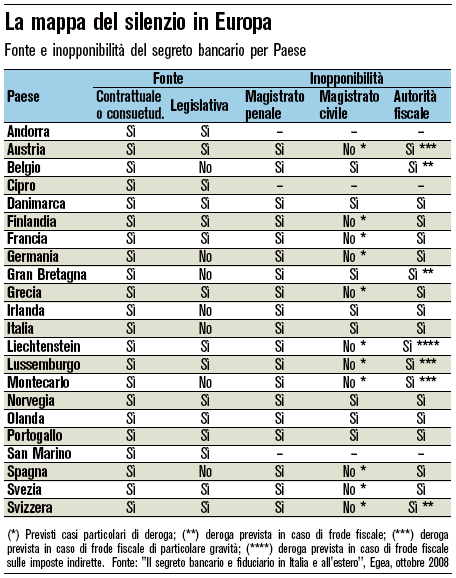 La mappa del silenzio in Europa
Fonte e inopponibilità del segreto bancario per Paese
Fonte Inopponibilità
Paese Contrattuale o consuetud. Legislativa Magistrato penale Magistrato civile Autorità fiscale
Andorra Sì Sì – – –
Austria Sì Sì Sì No * Sì ***
Belgio Sì No Sì Sì Sì **
Cipro Sì Sì – – –
Danimarca Sì Sì Sì Sì Sì
Finlandia Sì Sì Sì No * Sì
Francia Sì Sì Sì No * Sì
Germania Sì No Sì No * Sì
Gran Bretagna Sì No Sì Sì Sì **
Grecia Sì Sì Sì No * Sì
Irlanda Sì No Sì Sì Sì
Italia Sì No Sì Sì Sì
Liechtenstein Sì Sì Sì No * Sì ****
Lussemburgo Sì Sì Sì No * Sì ***
Montecarlo Sì No Sì No * Sì ***
Norvegia Sì Sì Sì Sì Sì
Olanda Sì Sì Sì Sì Sì
Portogallo Sì Sì Sì Sì Sì
San Marino Sì Sì – – –
Spagna Sì No Sì No * Sì
Svezia Sì Sì Sì No * Sì
Svizzera Sì Sì Sì No * Sì **
(*) Previsti casi particolari di deroga; (**) deroga prevista in caso di frode fiscale; (***) deroga
prevista in caso di frode fiscale di particolare gravità; (****) deroga prevista in caso di frode fiscale
sulle imposte indirette. Fonte: "Il segreto bancario e fiduciario in Italia e all'estero", Egea, ottobre 2008